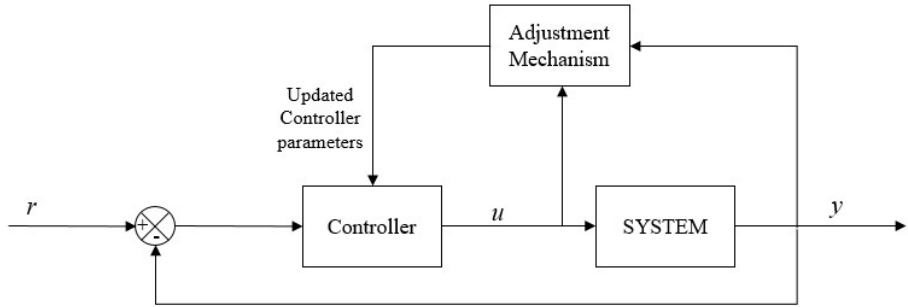 Adjustment
Mechanism
Updated
Controller
parameters
r
+
-
Controller
u
SYSTEM
y